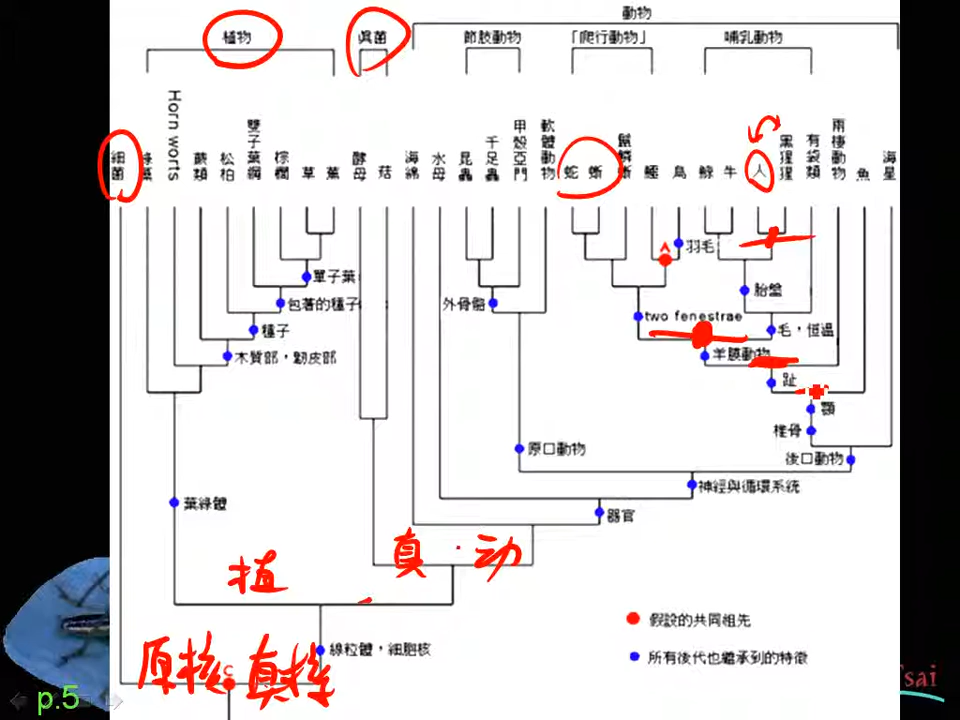 動物
植物
真菌
節肢動物
「爬行動物」
哺乳動物
細菌
Horn worts
蕨類
松柏
雙子葉綱
棕櫚
草
蕉
酵母
菇
海綿
水母
昆蟲
千足蟲
甲殼亞門
軟體動物
蛇
蜥
鱷
鳥
鯨
牛
人
黑猩猩
有袋類
兩棲動物
魚
海星
A
羽毛
單子葉
胎盤
包著的種子
外骨骼
two fenestrae
種子
毛，恒溫
木質部，韌皮部
羊膜動物
趾
顎
椎骨
原口動物
後口動物
神經與循環系統
葉綠體
器官
真 · 動
植
假設的共同祖先
線粒體，細胞核
所有後代也繼承到的特徵
原核
C
真核
Tsai
p.5